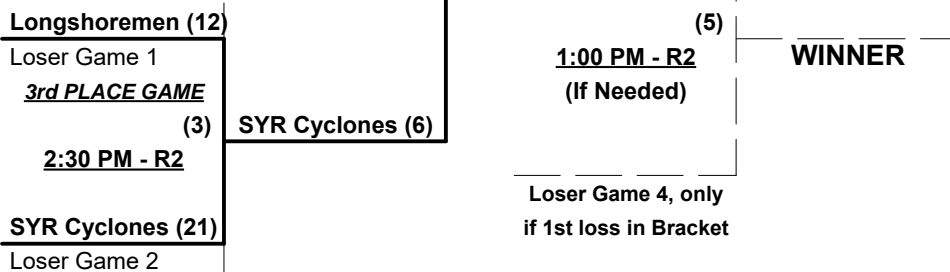 Longshoremen (12)
Loser Game 1
3rd PLACE GAME
(3)
2:30 PM - R2
SYR Cyclones (21)
Loser Game 2
SYR Cyclones (6)
(5)
1:00 PM - R2
(If Needed)
Loser Game 4, only
if 1st loss in Bracket
WINNER